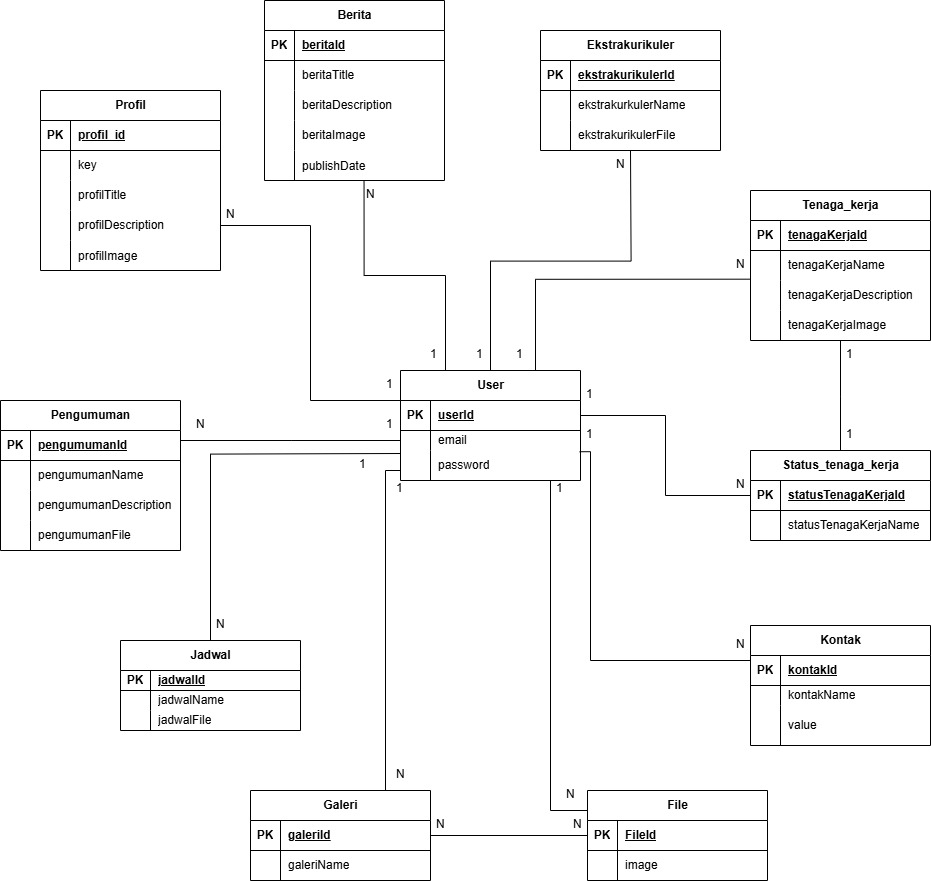 Berita
PK beritaId
beritaTitle
beritaDescription
beritaImage
publishDate
N
Ekstrakurikuler
PK ekstrakurikulerId
ekstrakurkulerName
ekstrakurikulerFile
N
Profil
PK profil_id
key
profilTitle
profilDescription
profilImage
N
Tenaga_kerja
PK tenagaKerjaId
tenagaKerjaName
tenagaKerjaDescription
tenagaKerjaImage
N
1
1 1 1
1 1
User
PK userId
email
password
1 1
1 1 1
Pengumuman
PK pengumumanId
pengumumanName
pengumumanDescription
pengumumanFile
N
1
Status_tenaga_kerja
PK statusTenagaKerjaId
statusTenagaKerjaName
N
Jadwal
PK jadwalId
jadwalName
jadwalFile
N
Kontak
PK kontakId
kontakName
value
N
Galeri
PK galeriId
galeriName
N
N N
N
File
PK FileId
image